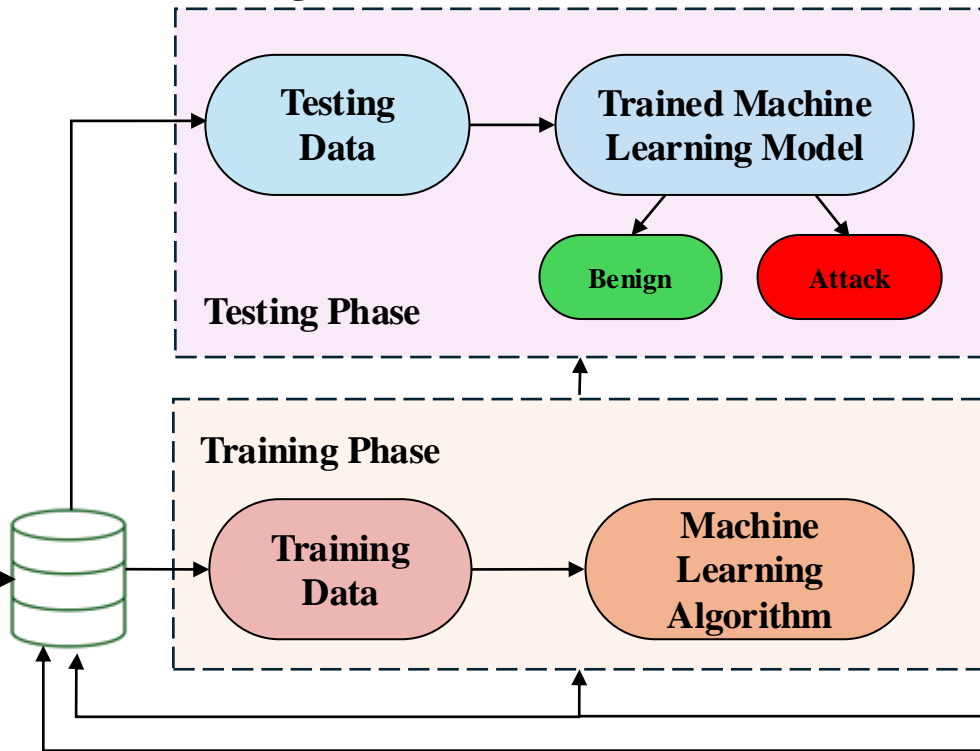 Testing
Data
Trained Machine
Learning Model
Benign
Attack
Testing Phase
Training Phase
Training
Data
Machine
Learning
Algorithm